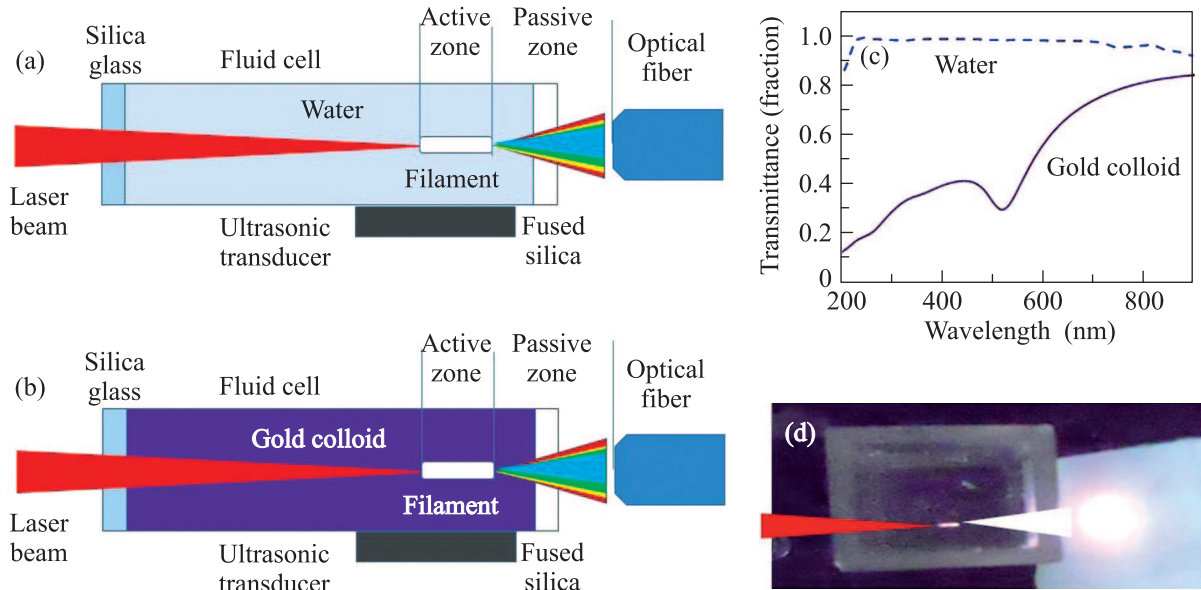 (a)
Silica
glass
Fluid cell
Active
zone
Passive
zone
Optical
fiber
Water
Filament
Laser
beam
Ultrasonic
transducer
Fused
silica
(b)
Silica
glass
Fluid cell
Active
zone
Passive
zone
Optical
fiber
Gold colloid
Filament
Laser
beam
Ultrasonic
transducer
Fused
silica
(c)
Transmittance (fraction)
1.0
0.8
0.6
0.4
0.2
0
Water
Gold colloid
200 400 600 800
Wavelength (nm)
(d)